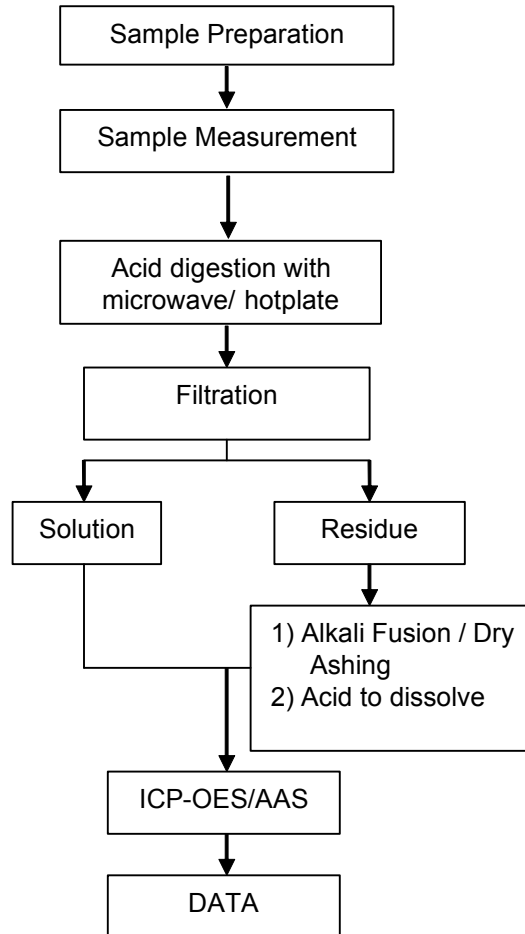 Sample Preparation
Sample Measurement
Acid digestion with
microwave/ hotplate
Filtration
Solution
Residue
1) Alkali Fusion / Dry
Ashing
2) Acid to dissolve
ICP-OES/AAS
DATA